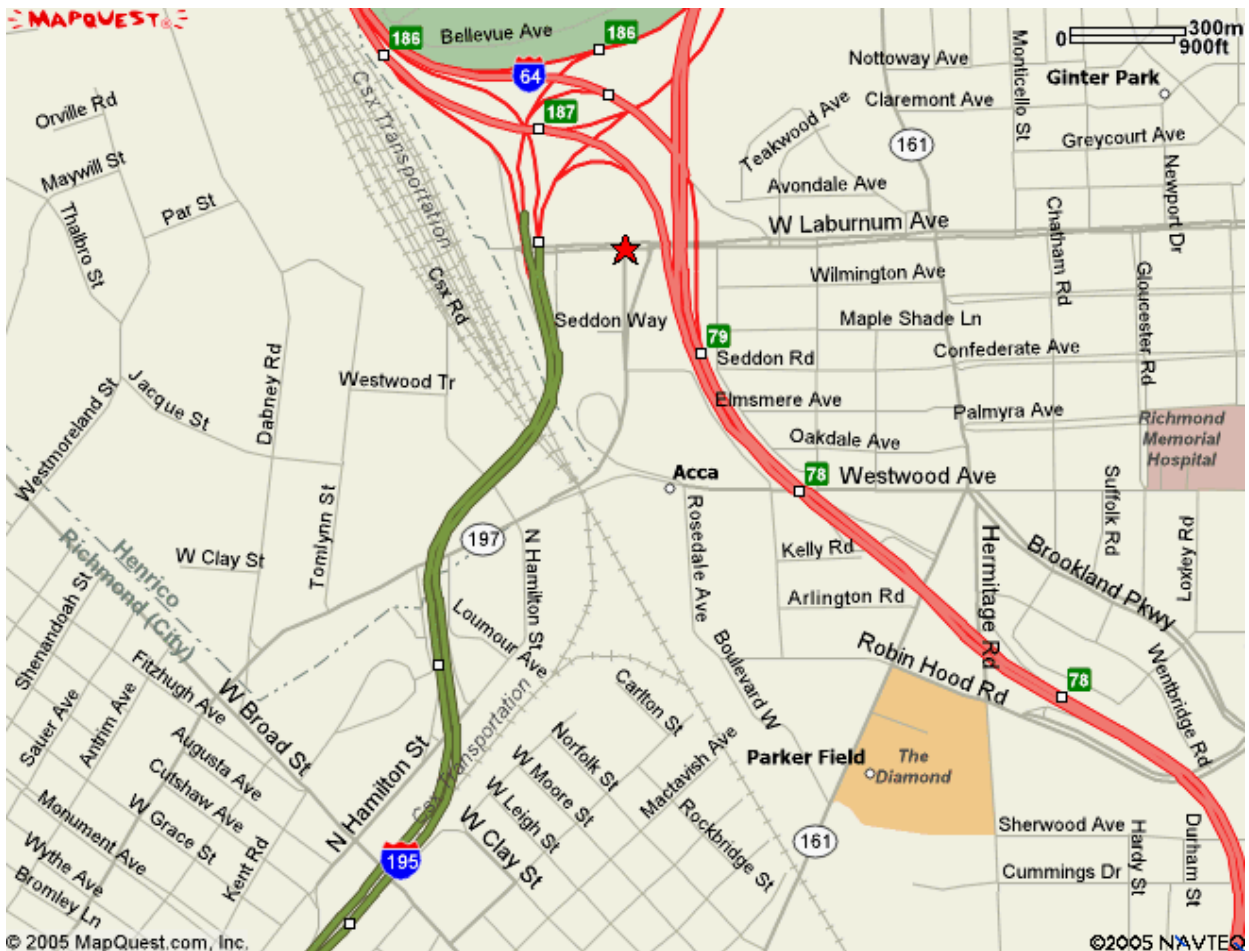 MAPQUEST
186
Bellevue Ave
186
300m
0
900ft
64
Nottoway Ave
Monticello St
Ginter Park
Csx Transportation
Orville Rd
187
Teakwood Ave
Claremont Ave
161
Greycourt Ave
Maywill St
Par St
Avondale Ave
Newport Dr
Thalbro St
W Laburnum Ave
Chatham Rd
Csx Rd
Wilmington Ave
Gloucester Rd
Seddon Way
Maple Shade Ln
79
Seddon Rd
Confederate Ave
Westwood Tr
Dabney Rd
Jacque St
Westmoreland St
Elmsmere Ave
Palmyra Ave
Richmond
Memorial
Hospital
Oakdale Ave
Acca
78
Westwood Ave
Suffolk Rd
Tomlynn St
Rosedale Ave
197
N Hamilton St
Kelly Rd
Hermitage Rd
Brookland Pkwy
Loxley Rd
Henrico
Richmond (City)
W Clay St
Shenandoah St
Arlington Rd
Loumour Ave
Boulevard W
Robin Hood Rd
Fitzhugh Ave
W Broad St
Carlton St
78
Wentbridge Rd
Sauer Ave
Antrim Ave
Csx Transportation
Augusta Ave
Norfolk St
Mactavish Ave
Parker Field
The
Diamond
N Hamilton St
W Moore St
Cutshaw Ave
W Leigh St
Rockbridge St
Monument Ave
W Grace St
W Clay St
161
Sherwood Ave
Hardy St
Durham St
Wythe Ave
Kent Rd
195
Cummings Dr
Bromley Ln
© 2005 MapQuest.com, Inc.
©2005 NAVTEQ